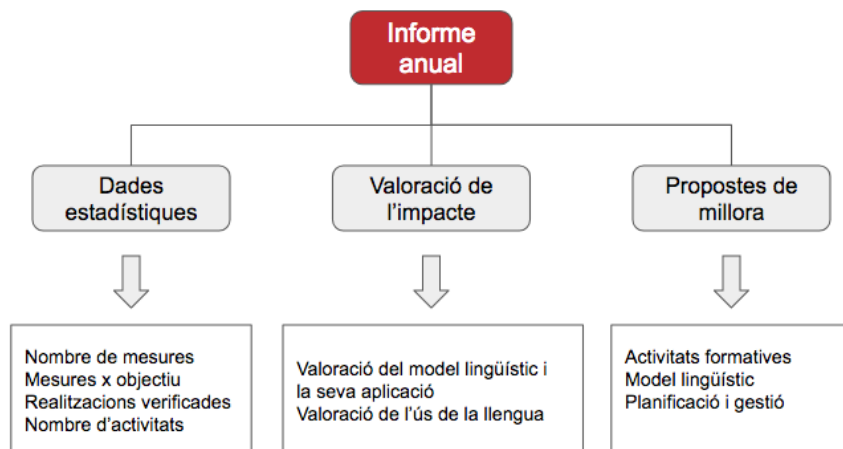 Informe
anual
Dades
estadístiques
Valoració de
l'impacte
Propostes de
millora
Nombre de mesures
Mesures x objectiu
Realitzacions verificades
Nombre d'activitats
Valoració del model lingüístic i
la seva aplicació
Valoració de l'ús de la llengua
Activitats formatives
Model lingüístic
Planificació i gestió